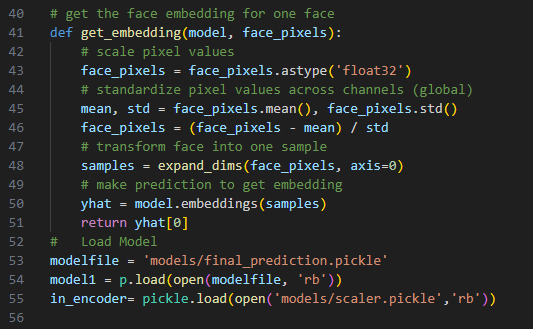 40 # get the face embedding for one face
41 def get_embedding(model, face_pixels):
42     # scale pixel values
43     face_pixels = face_pixels.astype('float32')
44     # standardize pixel values across channels (global)
45     mean, std = face_pixels.mean(), face_pixels.std()
46     face_pixels = (face_pixels - mean) / std
47     # transform face into one sample
48     samples = expand_dims(face_pixels, axis=0)
49     # make prediction to get embedding
50     yhat = model.embeddings(samples)
51     return yhat[0]
52 #   Load Model
53 modelfile = 'models/final_prediction.pickle'
54 model1 = p.load(open(modelfile, 'rb'))
55 in_encoder= pickle.load(open('models/scaler.pickle','rb'))
56